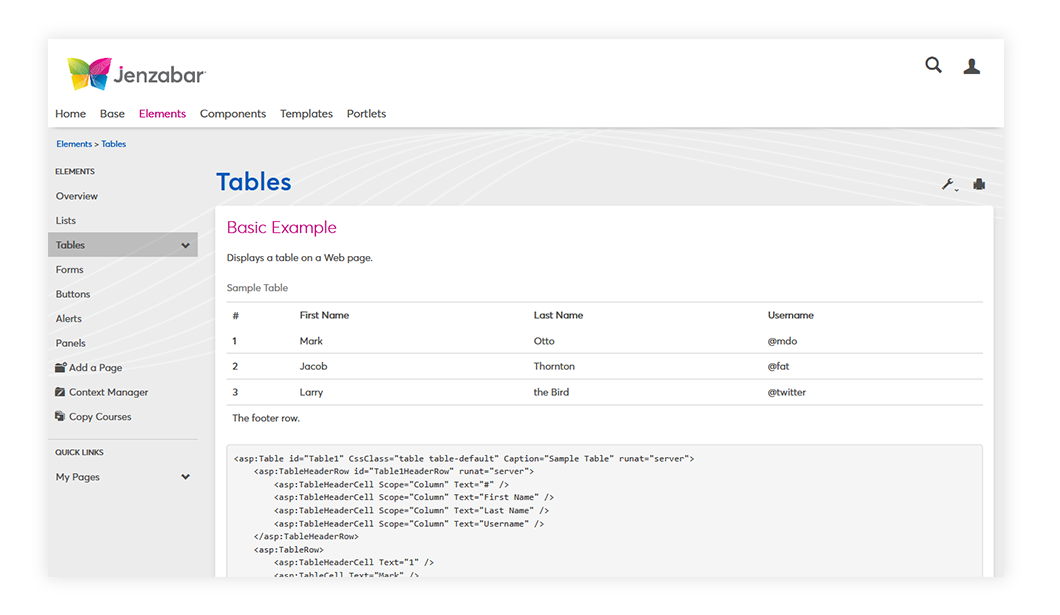 Jenzabar
Home Base Elements Components Templates Portlets
Elements > Tables
ELEMENTS
Overview
Lists
Tables
Forms
Buttons
Alerts
Panels
Add a Page
Context Manager
Copy Courses
QUICK LINKS
My Pages
Tables
Basic Example
Displays a table on a Web page.
Sample Table
# First Name Last Name Username
1 Mark Otto @mdo
2 Jacob Thornton @fat
3 Larry the Bird @twitter
The footer row.
<asp:Table id="Table1" CssClass="table table-default" Caption="Sample Table" runat="server">
    <asp:TableHeaderRow id="Table1HeaderRow" runat="server">
        <asp:TableHeaderCell Scope="Column" Text="#" />
        <asp:TableHeaderCell Scope="Column" Text="First Name" />
        <asp:TableHeaderCell Scope="Column" Text="Last Name" />
        <asp:TableHeaderCell Scope="Column" Text="Username" />
    </asp:TableHeaderRow>
    <asp:TableRow>
        <asp:TableHeaderCell Text="1" />
        <asp:TableCell Text="Mark" />